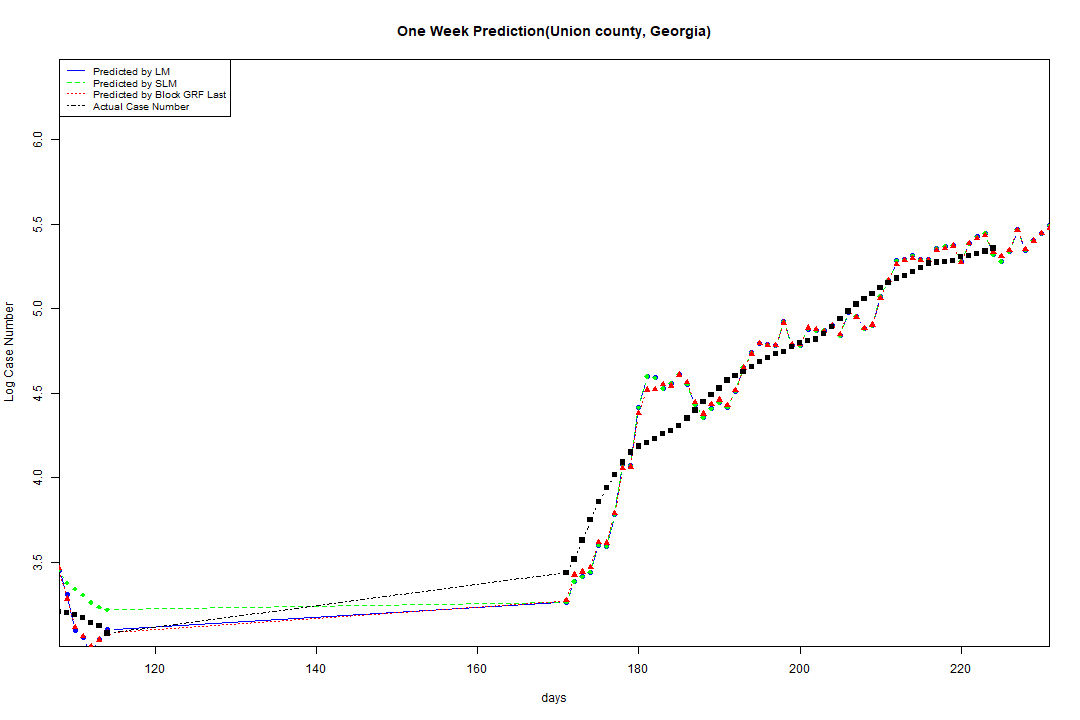 One Week Prediction(Union county, Georgia)
Predicted by LM
Predicted by SLM
Predicted by Block GRF Last
Actual Case Number
6.0
5.5
5.0
4.5
4.0
3.5
Log Case Number
120 140 160 180 200 220
days